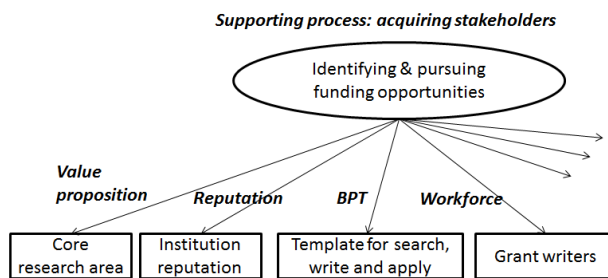 Supporting process: acquiring stakeholders
Identifying & pursuing
funding opportunities
Value
proposition
Reputation
BPT
Workforce
Core
research area
Institution
reputation
Template for search,
write and apply
Grant writers